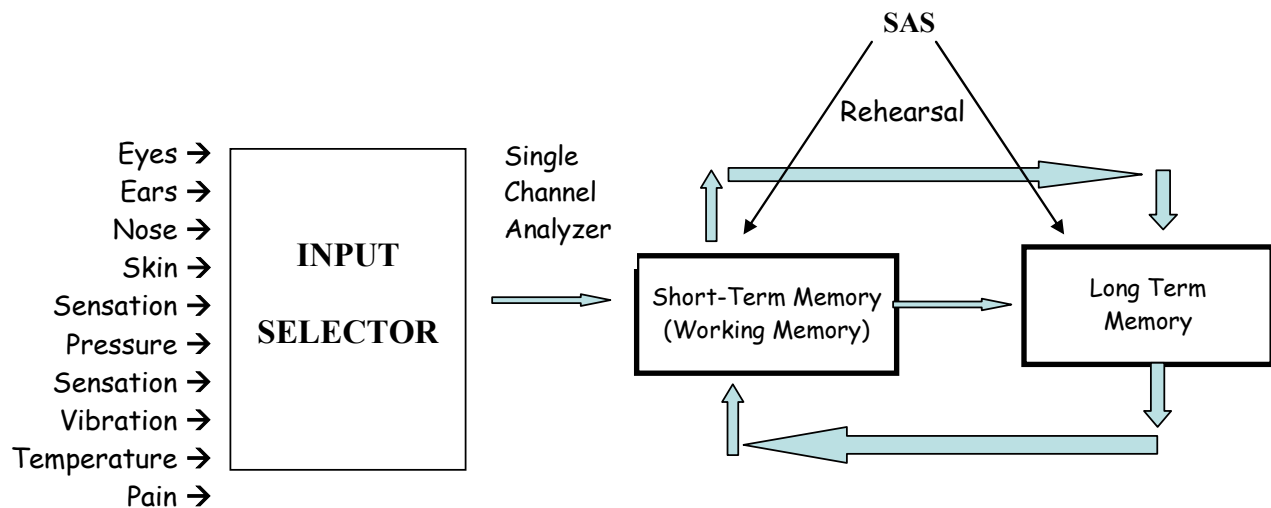 SAS
Rehearsal
Eyes →
Ears →
Nose →
Skin →
Sensation →
Pressure →
Sensation →
Vibration →
Temperature →
Pain →
INPUT
SELECTOR
Single
Channel
Analyzer
Short-Term Memory
(Working Memory)
Long Term
Memory